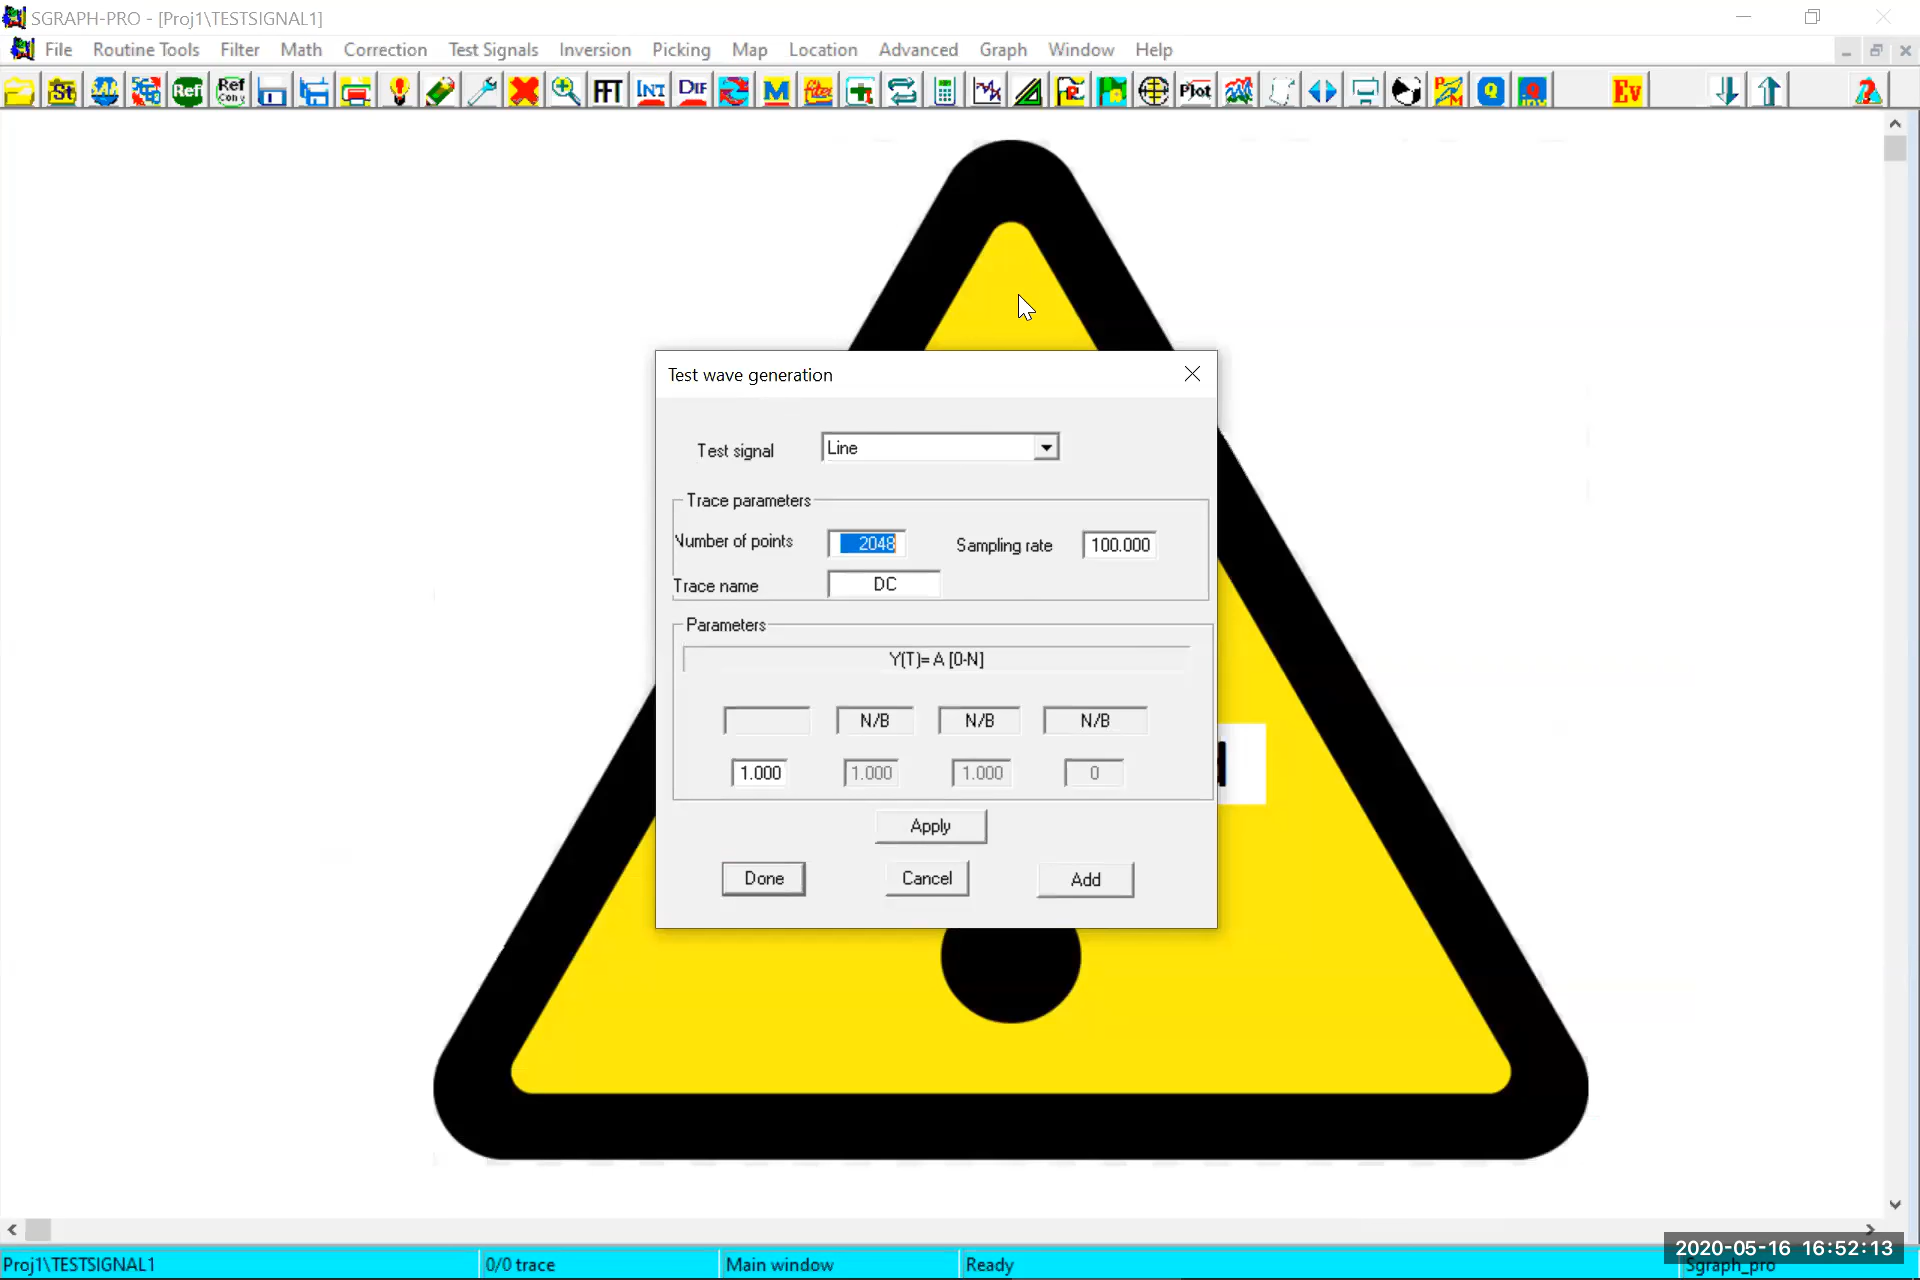 SGRAPH-PRO - [Proj1\TESTSIGNAL1]
File Routine Tools Filter Math Correction Test Signals Inversion Picking Map Location Advanced Graph Window Help
St Ref Ref Conv FFT INT DIF M filter Plot Q Q inv Ev
Test wave generation
Test signal Line
Trace parameters
Number of points 2048 Sampling rate 100.000
Trace name DC
Parameters
Y(T)= A [0-N]
N/B N/B N/B
1.000 1.000 1.000 0
Apply
Done Cancel Add
2020-05-16 16:52:13
Proj1\TESTSIGNAL1 0/0 trace Main window Ready Sgraph_pro